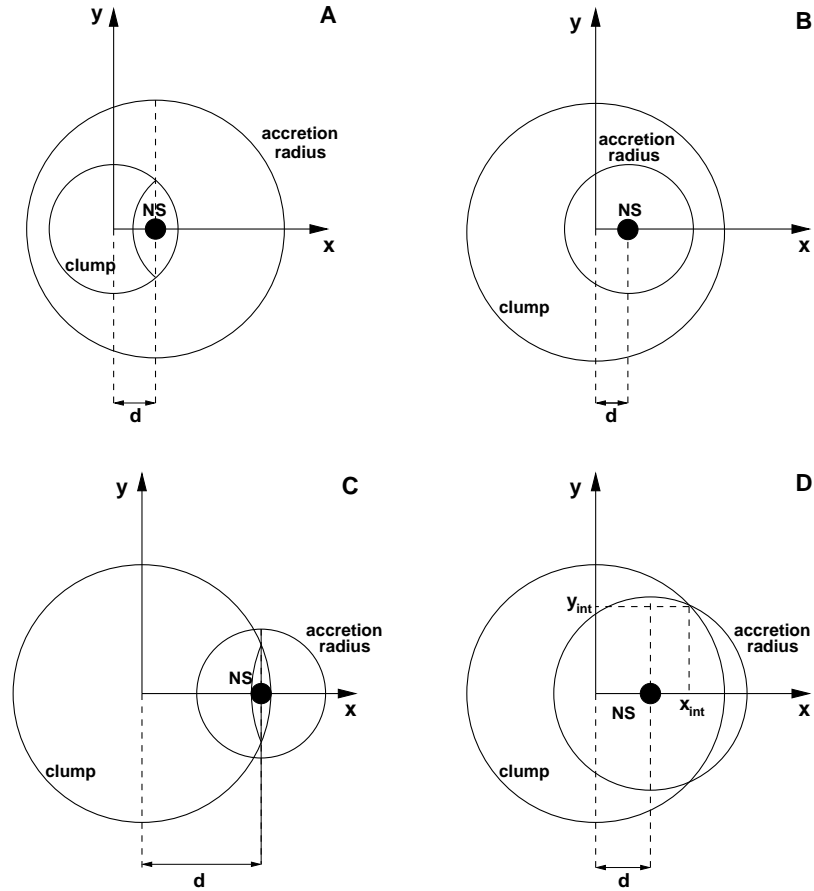 A
y
accretion
radius
NS
x
clump
d
B
y
accretion
radius
NS
x
clump
d
C
y
accretion
radius
NS
x
clump
d
D
y
y_int
accretion
radius
NS
x_int
x
clump
d